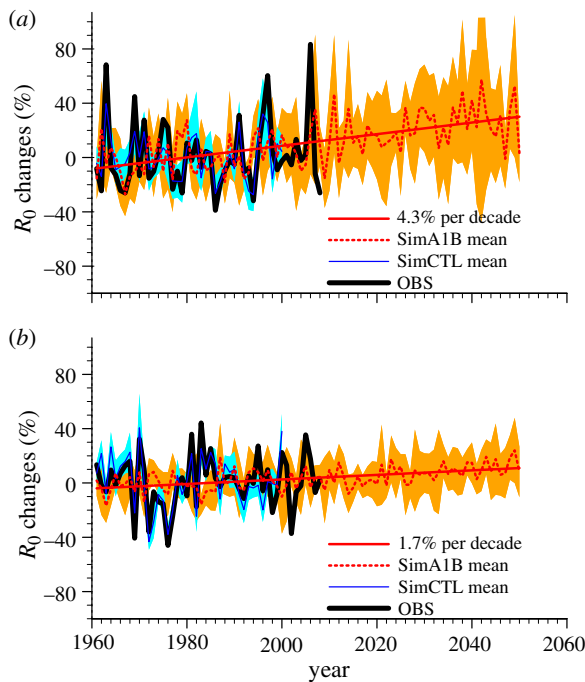 (a)
R0 changes (%)
80
40
0
−40
−80
4.3% per decade
SimA1B mean
SimCTL mean
OBS
(b)
R0 changes (%)
80
40
0
−40
−80
1.7% per decade
SimA1B mean
SimCTL mean
OBS
1960 1980 2000 2020 2040 2060
year